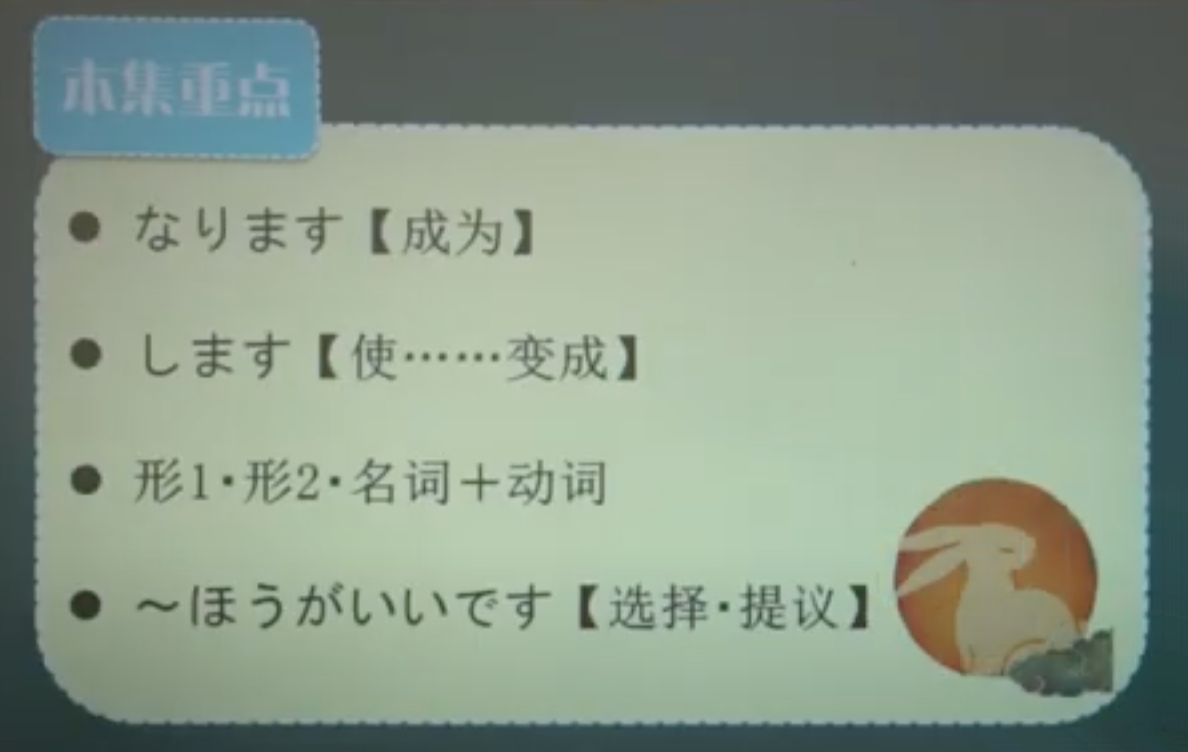 本集重点
● なります【成为】
● します【使……变成】
● 形1·形2·名词＋动词
● ～ほうがいいです【选择·提议】